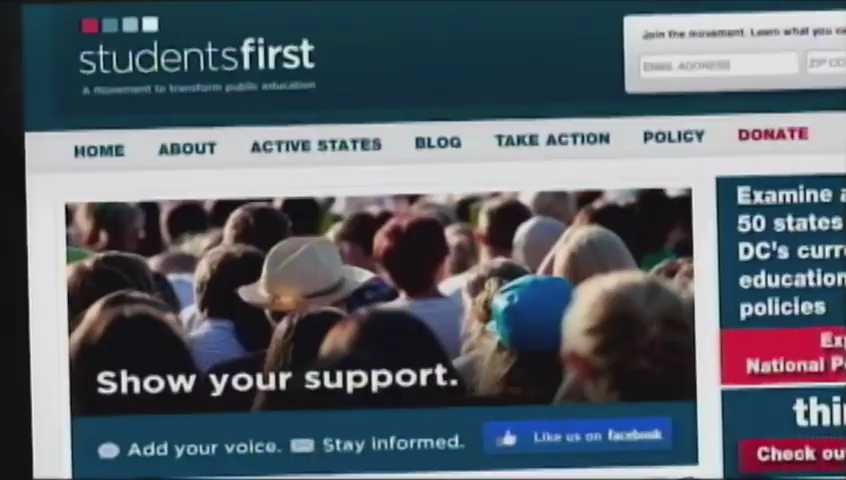 studentsfirst
A movement to transform public education
Join the movement. Learn what you
EMAIL ADDRESS
ZIP CO
HOME ABOUT ACTIVE STATES BLOG TAKE ACTION POLICY DONATE
Show your support.
Add your voice. Stay informed.
Like us on facebook
Examine a
50 states
DC's curr
education
policies
Ex
National P
thi
Check ou